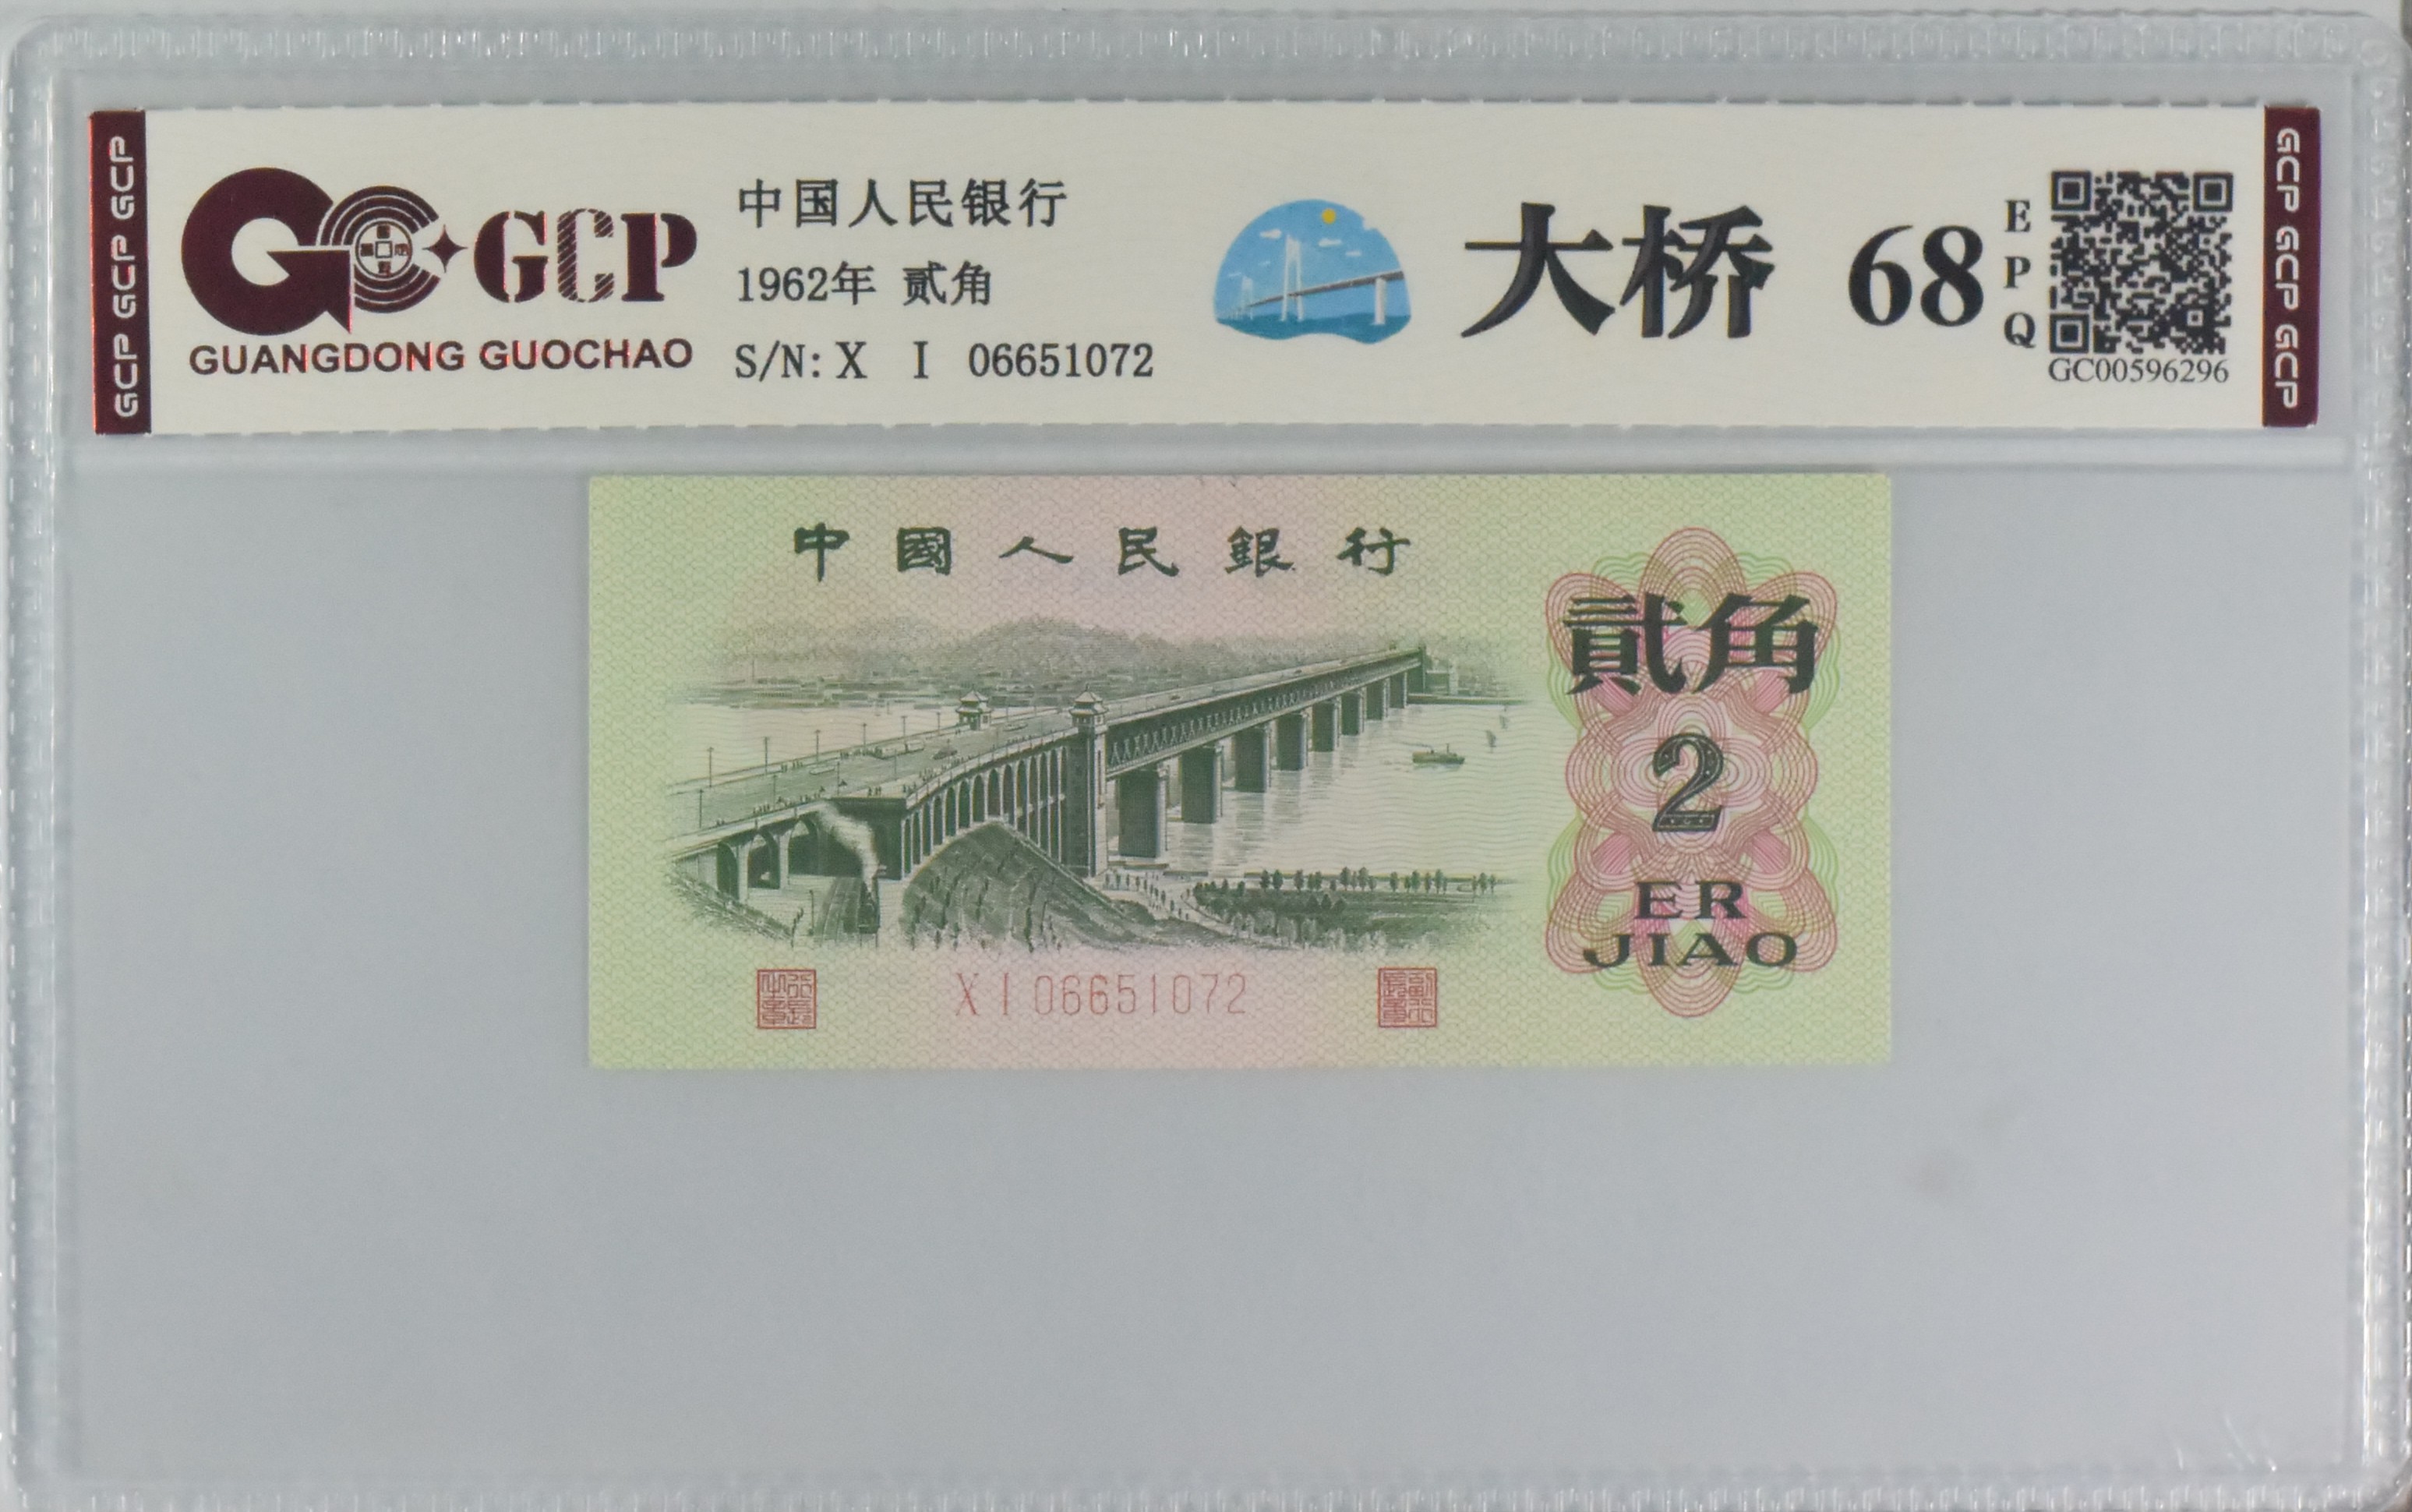 GCP GCP GCP
GCP
GUANGDONG GUOCHAO
中国人民银行
1962年 贰角
S/N: X I 06651072
大桥
68
E
P
Q
GC00596296
GCP GCP GCP
中國人民銀行
貳角
2
ER
JIAO
X I 06651072